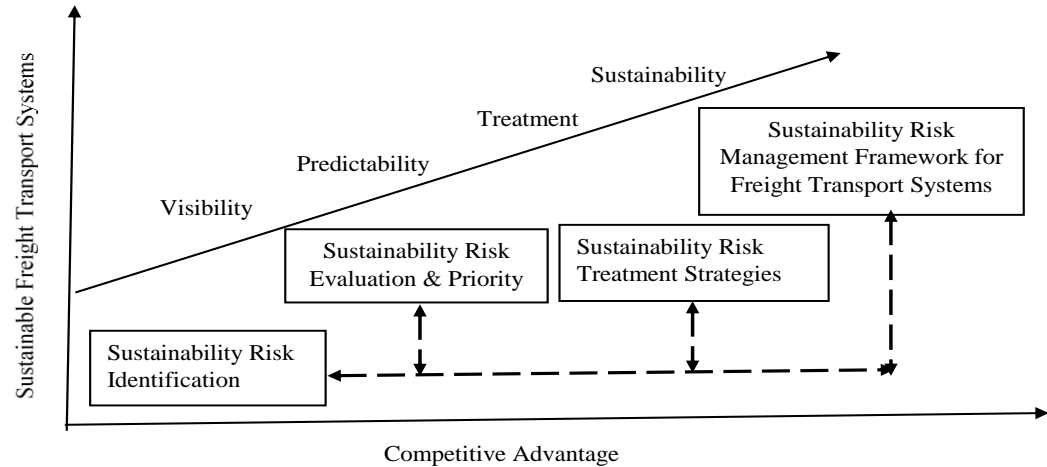 Sustainable Freight Transport Systems
Sustainability
Treatment
Predictability
Visibility
Sustainability Risk
Management Framework for
Freight Transport Systems
Sustainability Risk
Evaluation & Priority
Sustainability Risk
Treatment Strategies
Sustainability Risk
Identification
Competitive Advantage